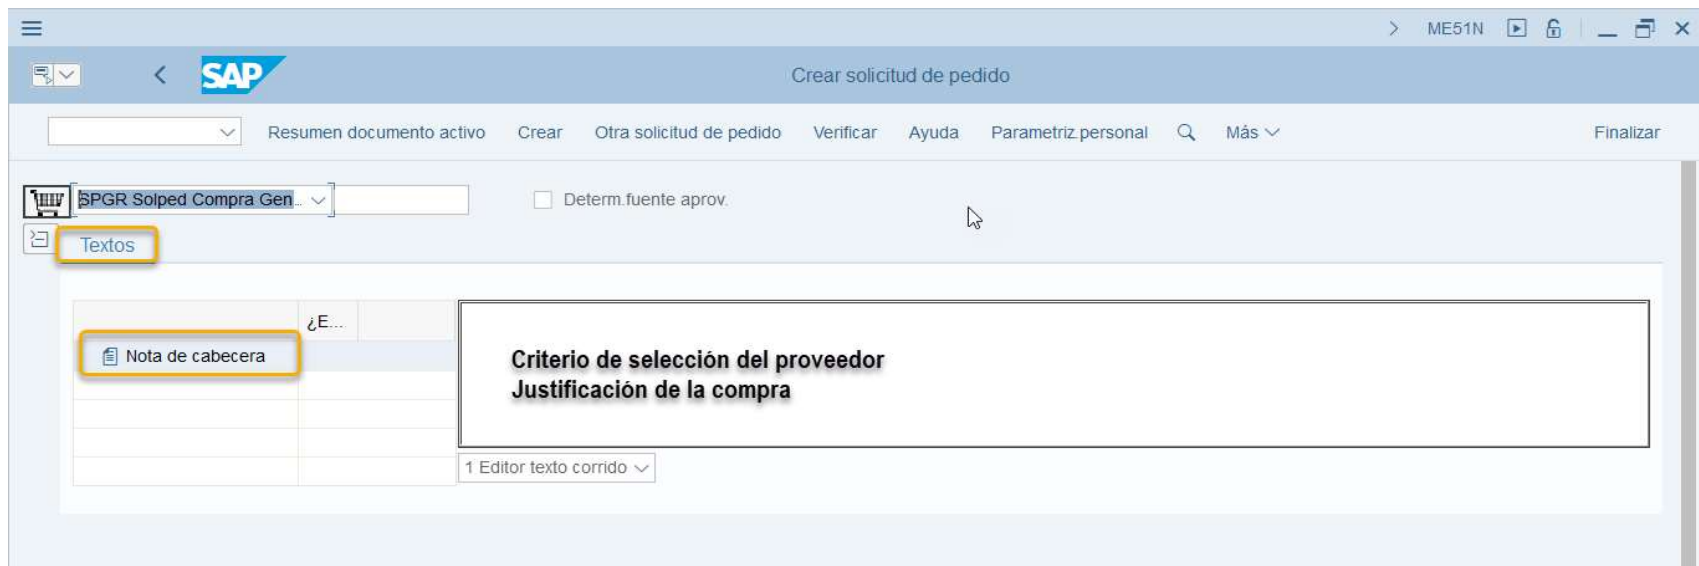 ME51N
SAP
Crear solicitud de pedido
Resumen documento activo Crear Otra solicitud de pedido Verificar Ayuda Parametriz.personal Más Finalizar
SPGR Solped Compra Gen... Determ.fuente aprov.
Textos
¿E...
Nota de cabecera
Criterio de selección del proveedor
Justificación de la compra
1 Editor texto corrido